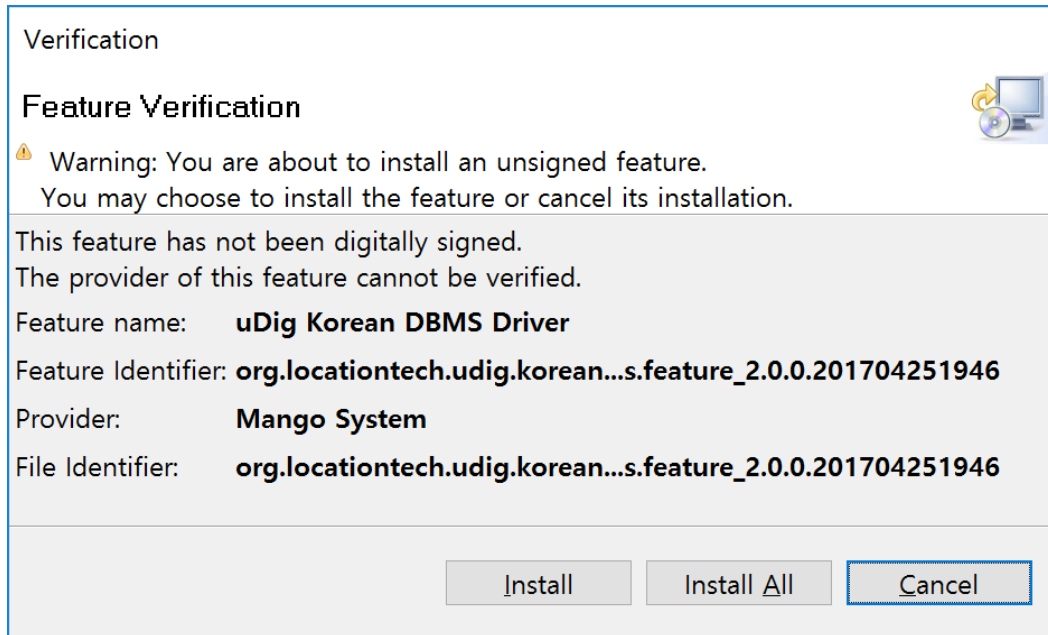 Verification
Feature Verification
Warning: You are about to install an unsigned feature.
You may choose to install the feature or cancel its installation.
This feature has not been digitally signed.
The provider of this feature cannot be verified.
Feature name: uDig Korean DBMS Driver
Feature Identifier: org.locationtech.udig.korean...s.feature_2.0.0.201704251946
Provider: Mango System
File Identifier: org.locationtech.udig.korean...s.feature_2.0.0.201704251946
Install Install All Cancel